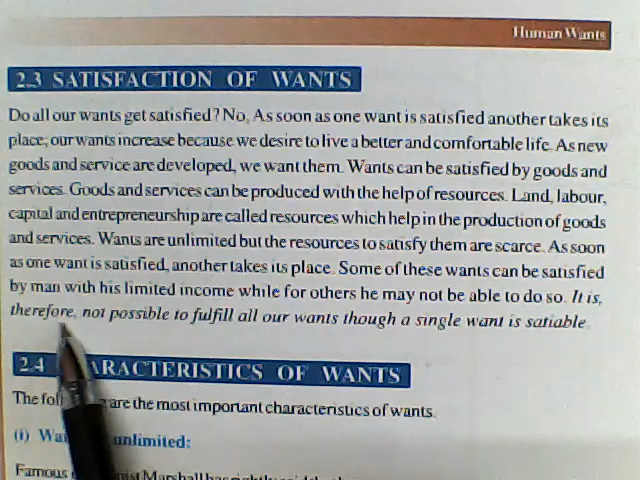 Human Wants
2.3 SATISFACTION OF WANTS
Do all our wants get satisfied? No, As soon as one want is satisfied another takes its
place; our wants increase because we desire to live a better and comfortable life. As new
goods and service are developed, we want them. Wants can be satisfied by goods and
services. Goods and services can be produced with the help of resources. Land, labour,
capital and entrepreneurship are called resources which help in the production of goods
and services. Wants are unlimited but the resources to satisfy them are scarce. As soon
as one want is satisfied, another takes its place. Some of these wants can be satisfied
by man with his limited income while for others he may not be able to do so. It is,
therefore, not possible to fulfill all our wants though a single want is satiable.
2.4 ARACTERISTICS OF WANTS
The are the most important characteristics of wants.
(i) unlimited:
Famous Marshall has rightly